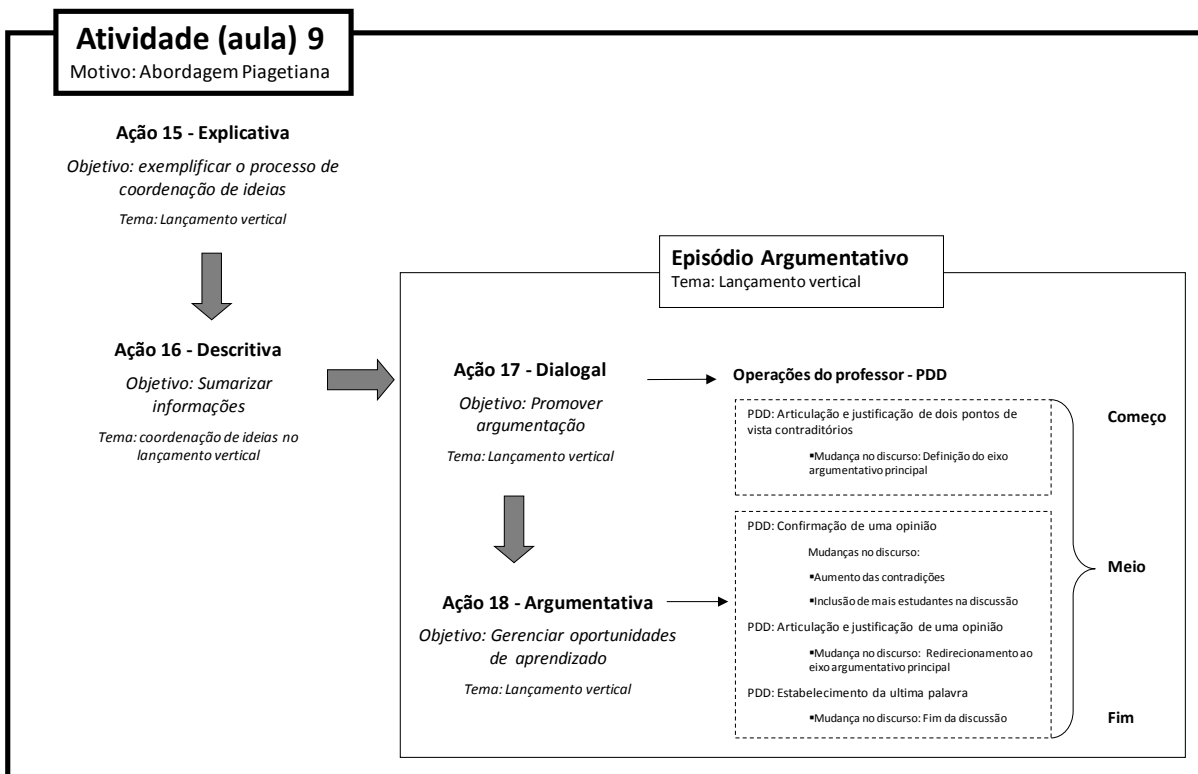 Atividade (aula) 9
Motivo: Abordagem Piagetiana
Ação 15 - Explicativa
Objetivo: exemplificar o processo de
coordenação de ideias
Tema: Lançamento vertical
Ação 16 - Descritiva
Objetivo: Sumarizar
informações
Tema: coordenação de ideias no
lançamento vertical
Episódio Argumentativo
Tema: Lançamento vertical
Ação 17 - Dialogal
Objetivo: Promover
argumentação
Tema: Lançamento vertical
Ação 18 - Argumentativa
Objetivo: Gerenciar oportunidades
de aprendizado
Tema: Lançamento vertical
Operações do professor - PDD
PDD: Articulação e justificação de dois pontos de
vista contraditórios
▪Mudança no discurso: Definição do eixo
argumentativo principal
PDD: Confirmação de uma opinião
Mudanças no discurso:
▪Aumento das contradições
▪Inclusão de mais estudantes na discussão
PDD: Articulação e justificação de uma opinião
▪Mudança no discurso: Redirecionamento ao
eixo argumentativo principal
PDD: Estabelecimento da ultima palavra
▪Mudança no discurso: Fim da discussão
Começo
Meio
Fim